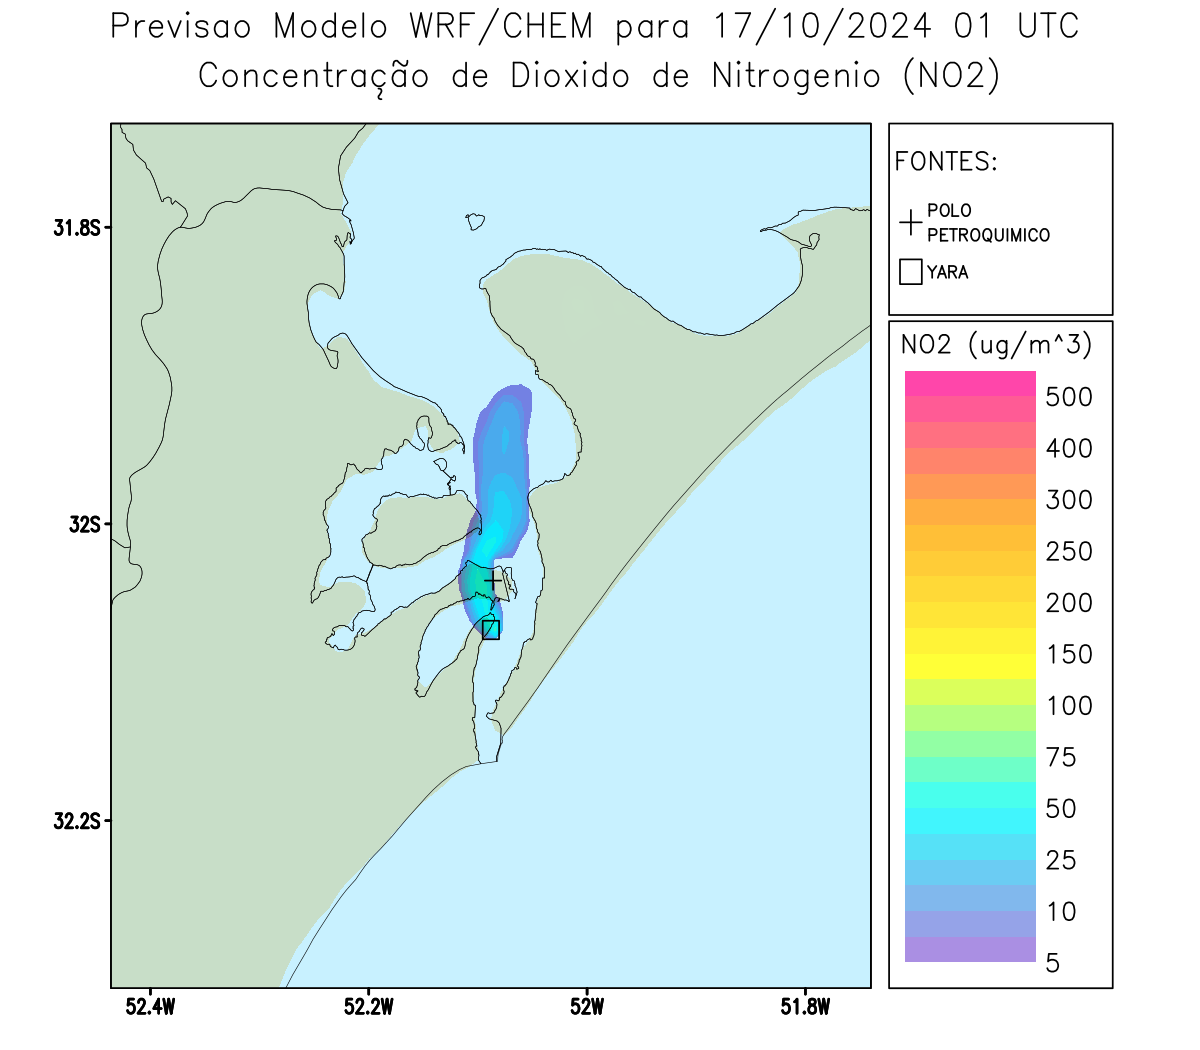 Previsao Modelo WRF/CHEM para 17/10/2024 01 UTC
Concentração de Dioxido de Nitrogenio (NO2)
FONTES:
POLO
PETROQUIMICO
YARA
NO2 (ug/m^3)
500
400
300
250
200
150
100
75
50
25
10
5
31.8S
32S
32.2S
52.4W
52.2W
52W
51.8W